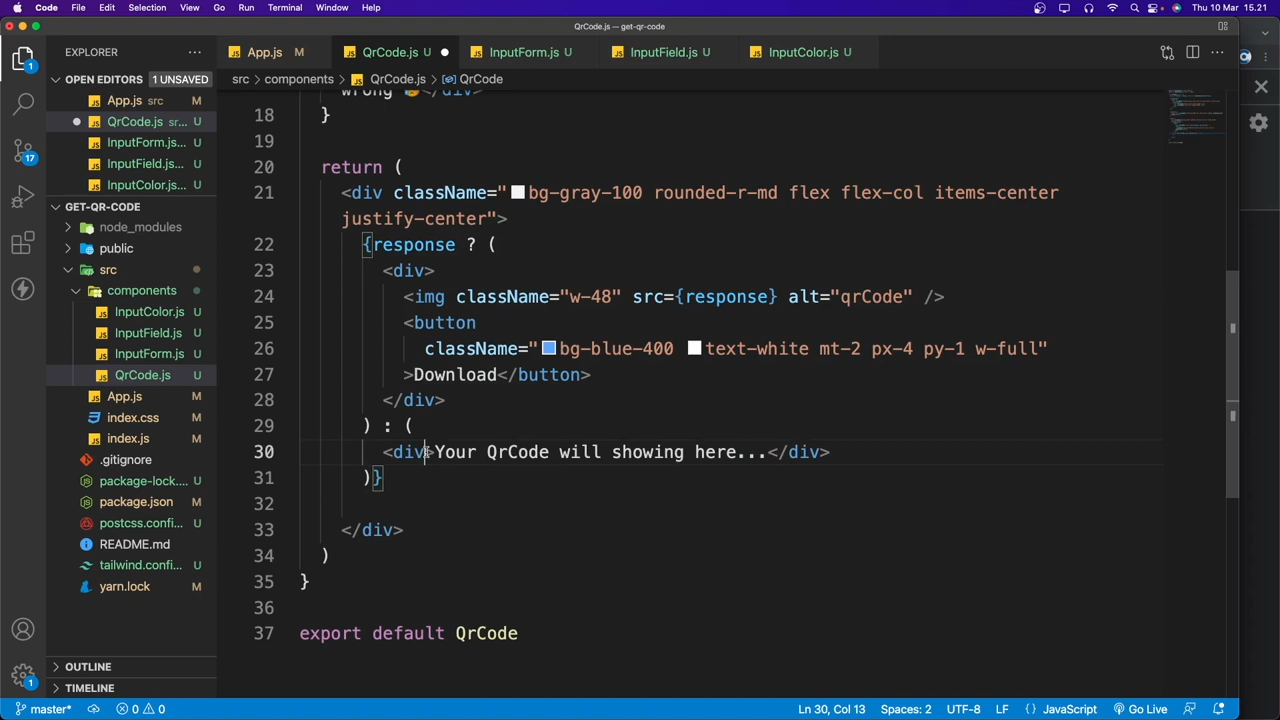 Code File Edit Selection View Go Run Terminal Window Help Thu 10 Mar 15.21
QrCode.js — get-qr-code
EXPLORER
App.js M
QrCode.js U
InputForm.js U
InputField.js U
InputColor.js U
src > components > QrCode.js > QrCode
OPEN EDITORS 1 UNSAVED
App.js src M
QrCode.js sr... U
InputForm.js... U
InputField.js... U
InputColor.js... U
GET-QR-CODE
node_modules
public
src
components
InputColor.js U
InputField.js U
InputForm.js U
QrCode.js U
App.js M
index.css M
index.js M
.gitignore
package-lock.... U
package.json M
postcss.confi... U
README.md
tailwind.confi... U
yarn.lock M
OUTLINE
TIMELINE
1
17
1
wrong 😥</div>
18 }
19
20 return (
21 <div className="bg-gray-100 rounded-r-md flex flex-col items-center
justify-center">
22 {response ? (
23 <div>
24 <img className="w-48" src={response} alt="qrCode" />
25 <button
26 className="bg-blue-400 text-white mt-2 px-4 py-1 w-full"
27 >Download</button>
28 </div>
29 ) : (
30 <div>Your QrCode will showing here...</div>
31 )}
32
33 </div>
34 )
35 }
36
37 export default QrCode
master* 0 0 Ln 30, Col 13 Spaces: 2 UTF-8 LF {} JavaScript Go Live